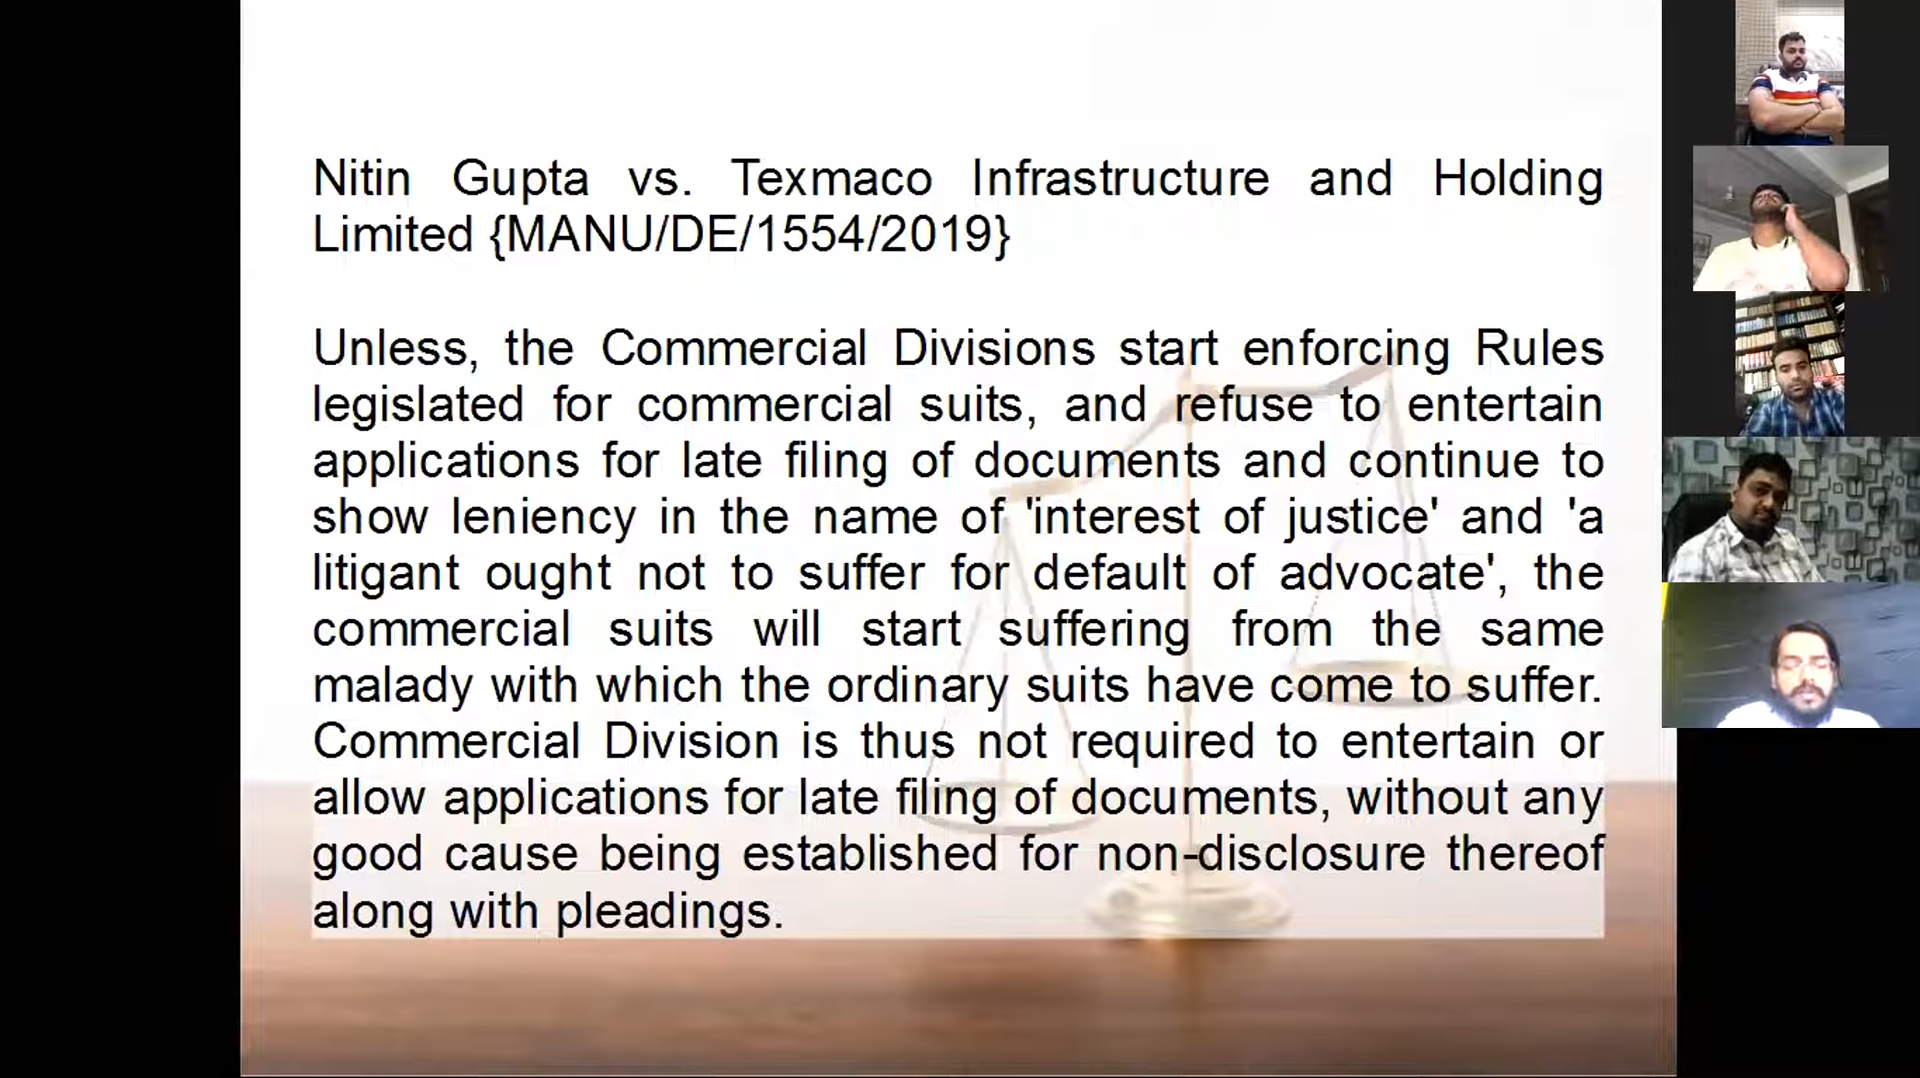 Nitin Gupta vs. Texmaco Infrastructure and Holding
Limited {MANU/DE/1554/2019}
Unless, the Commercial Divisions start enforcing Rules
legislated for commercial suits, and refuse to entertain
applications for late filing of documents and continue to
show leniency in the name of 'interest of justice' and 'a
litigant ought not to suffer for default of advocate', the
commercial suits will start suffering from the same
malady with which the ordinary suits have come to suffer.
Commercial Division is thus not required to entertain or
allow applications for late filing of documents, without any
good cause being established for non-disclosure thereof
along with pleadings.